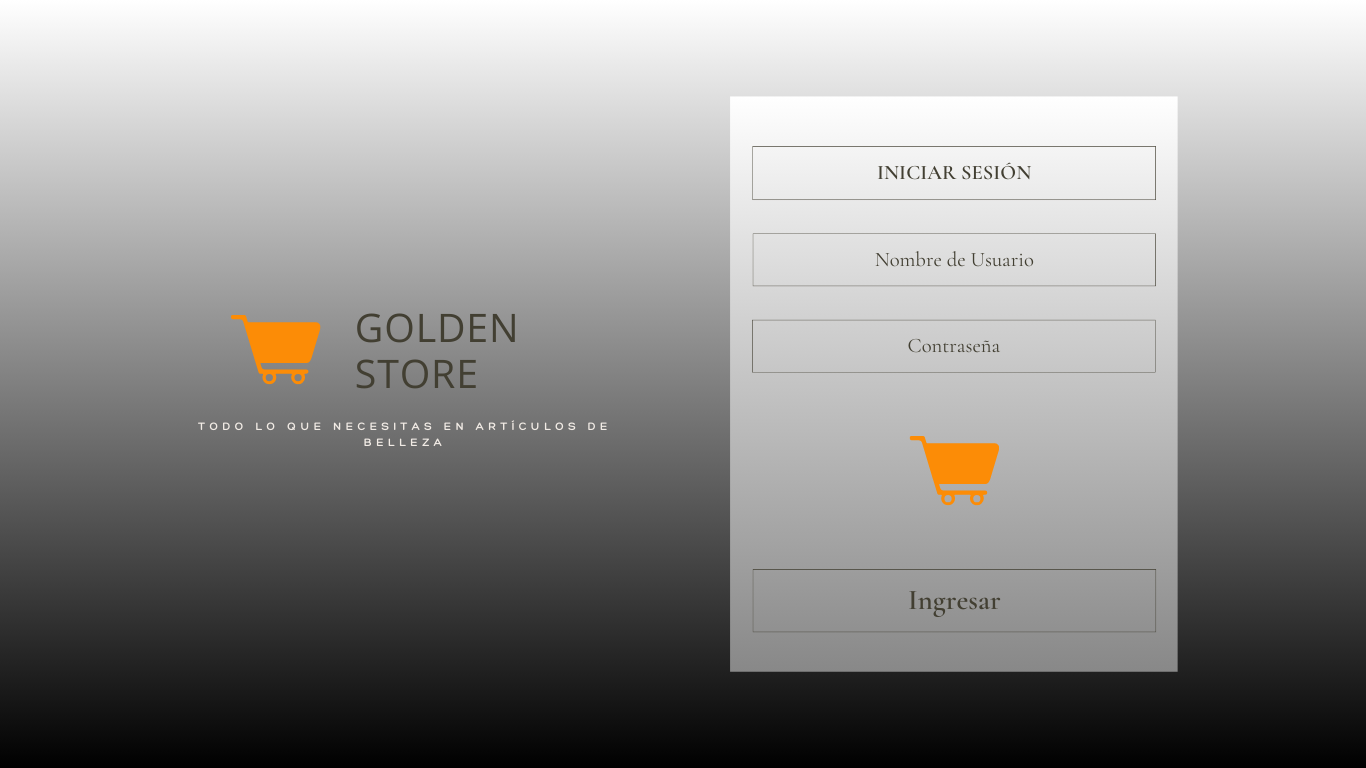 GOLDEN
STORE
TODO LO QUE NECESITAS EN ARTÍCULOS DE
BELLEZA
INICIAR SESIÓN
Nombre de Usuario
Contraseña
Ingresar